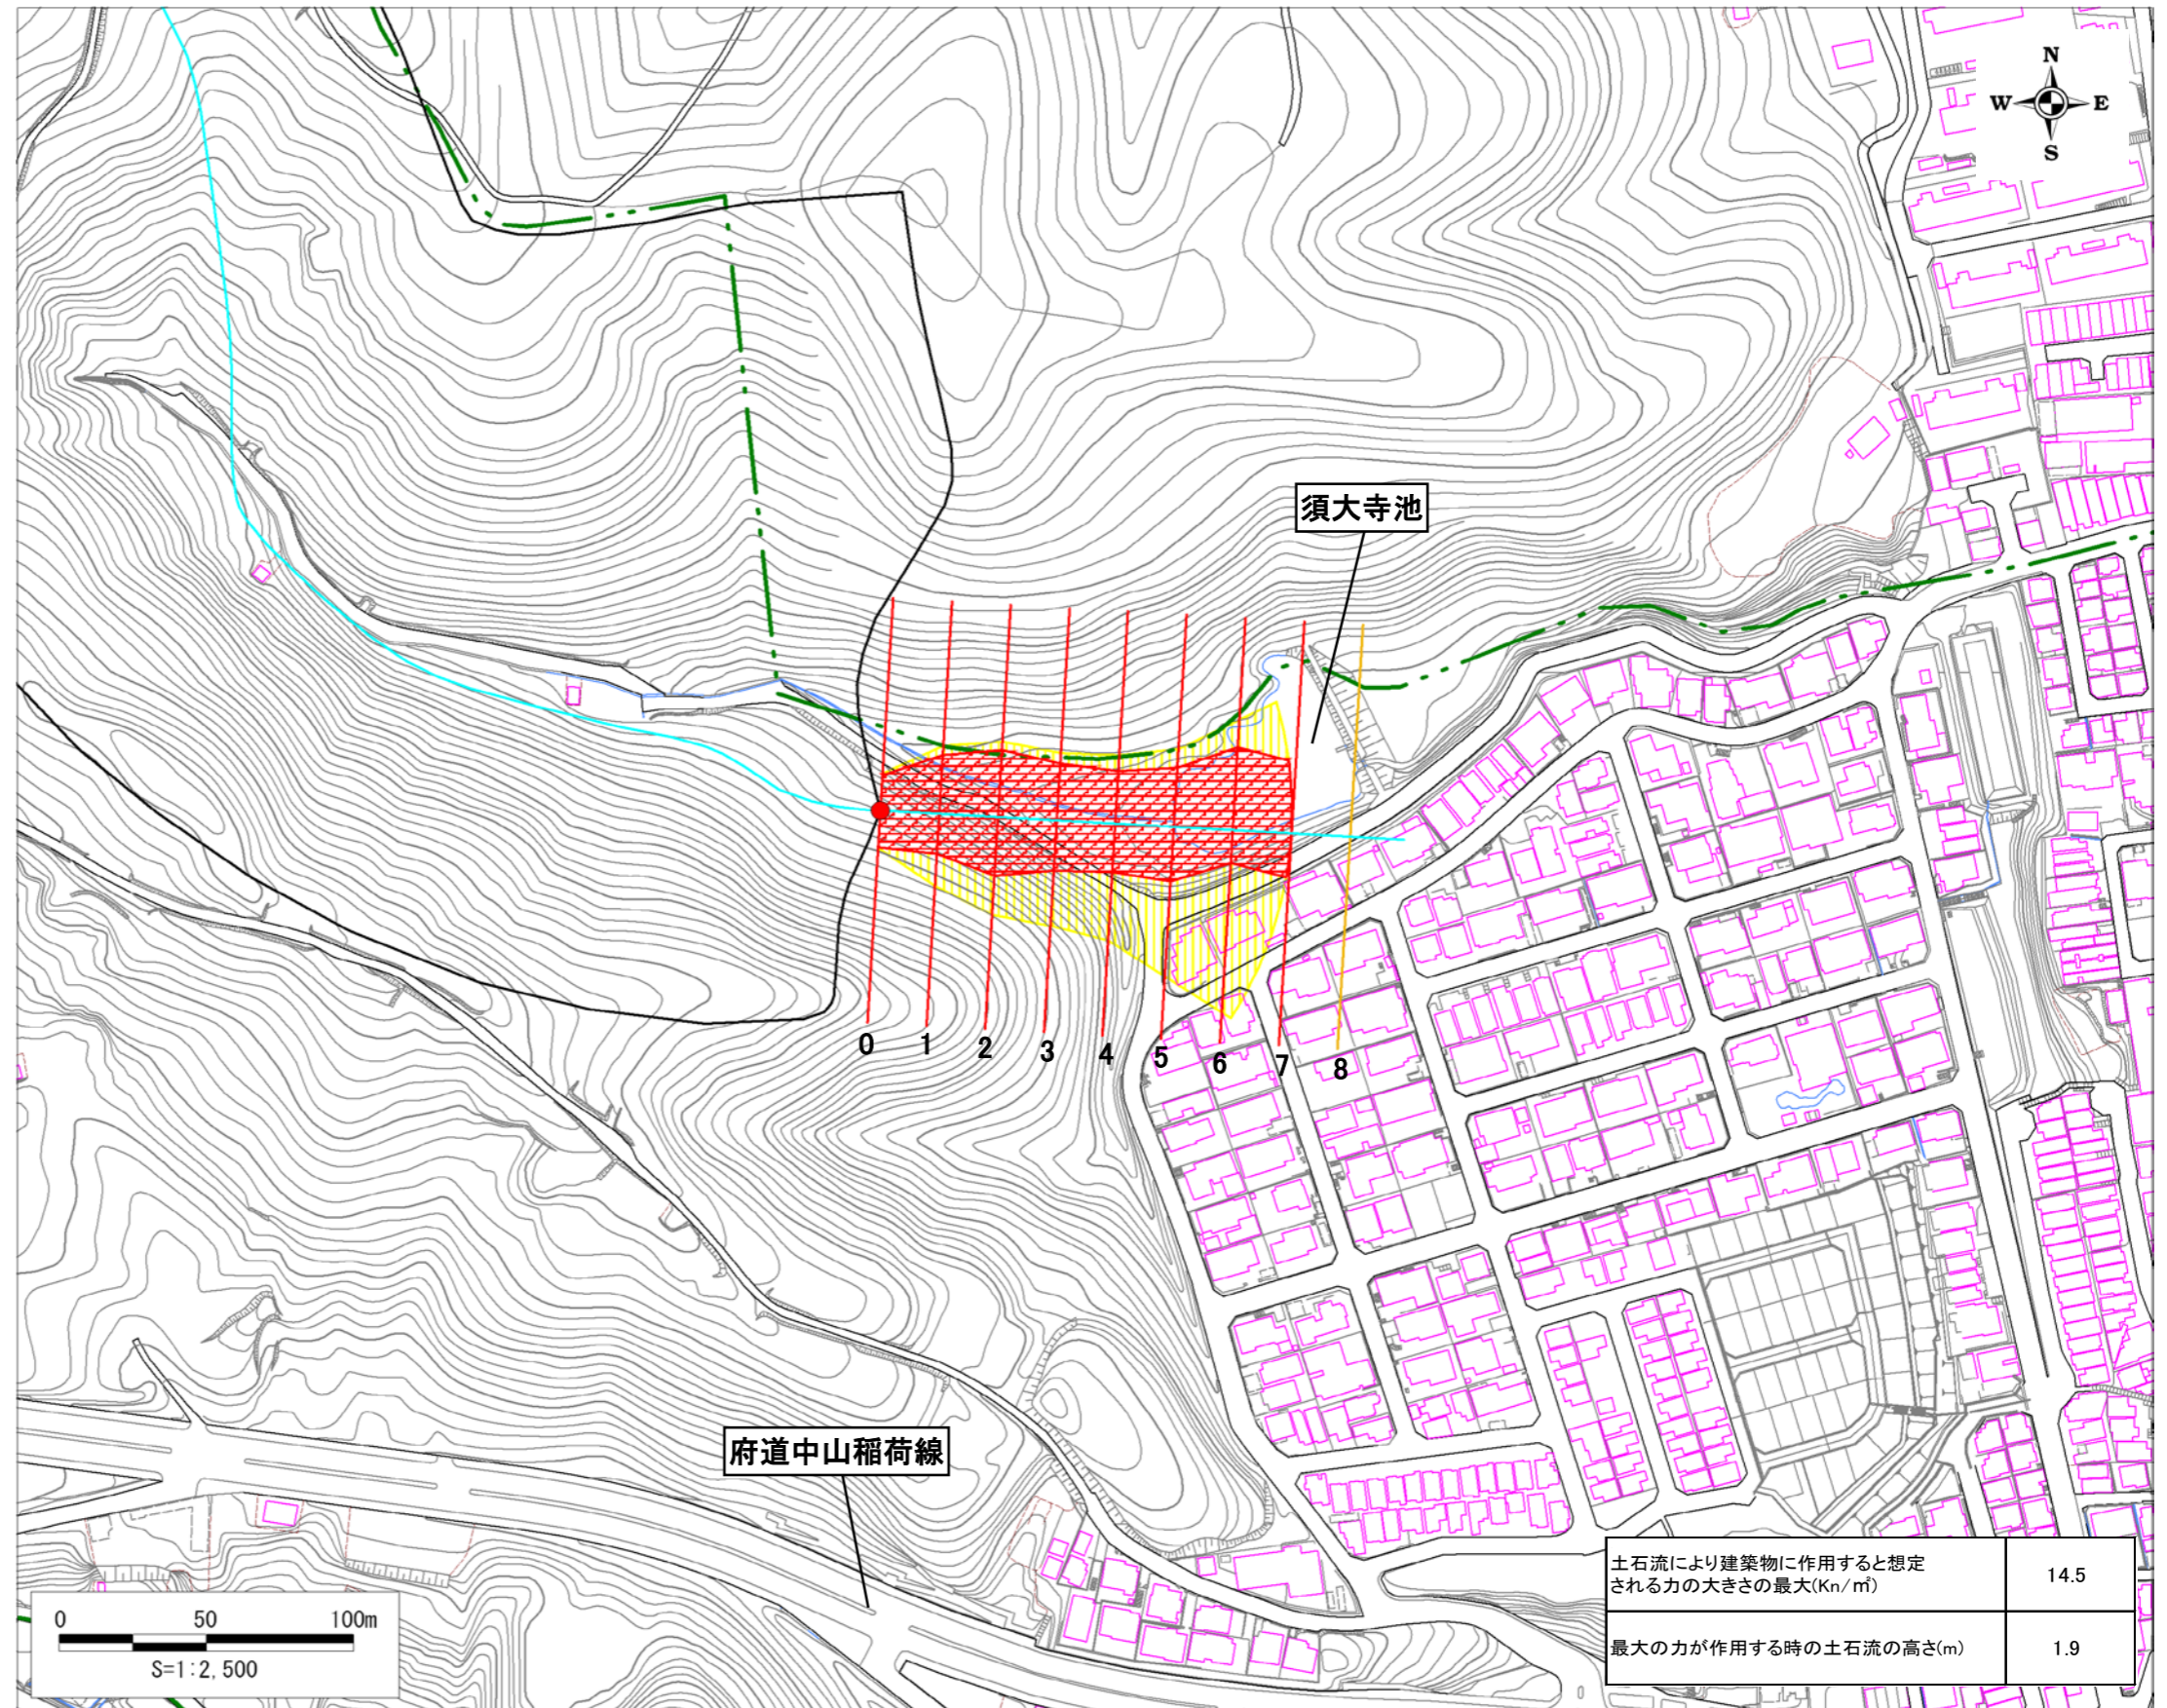 N
W E
S
須大寺池
0
1
2
3
4
5
6
7
8
府道中山稲荷線
土石流により建築物に作用すると想定
される力の大きさの最大(Kn/㎡)
14.5
最大の力が作用する時の土石流の高さ(m)
1.9
0 50 100m
S=1:2,500